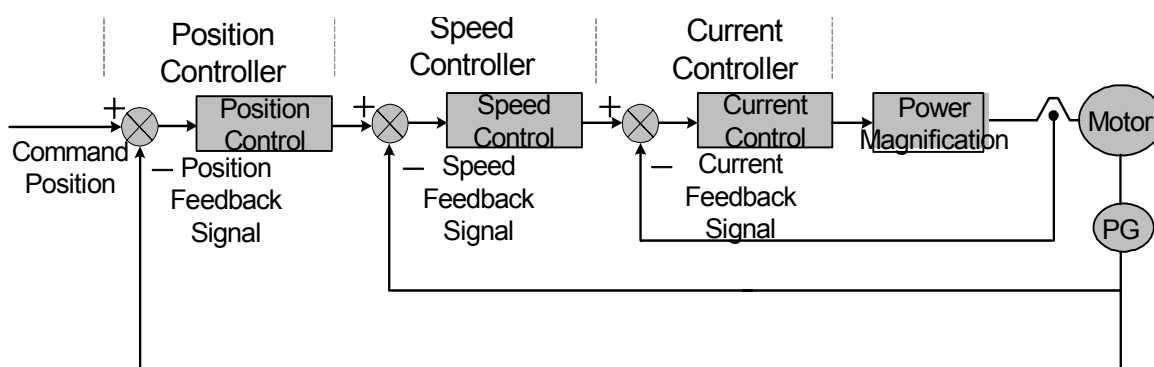 Position
Controller
Speed
Controller
Current
Controller
+
Position
Control
+
Speed
Control
+
Current
Control
Power
Magnification
Motor
Command
Position
— Position
Feedback
Signal
— Speed
Feedback
Signal
— Current
Feedback
Signal
PG